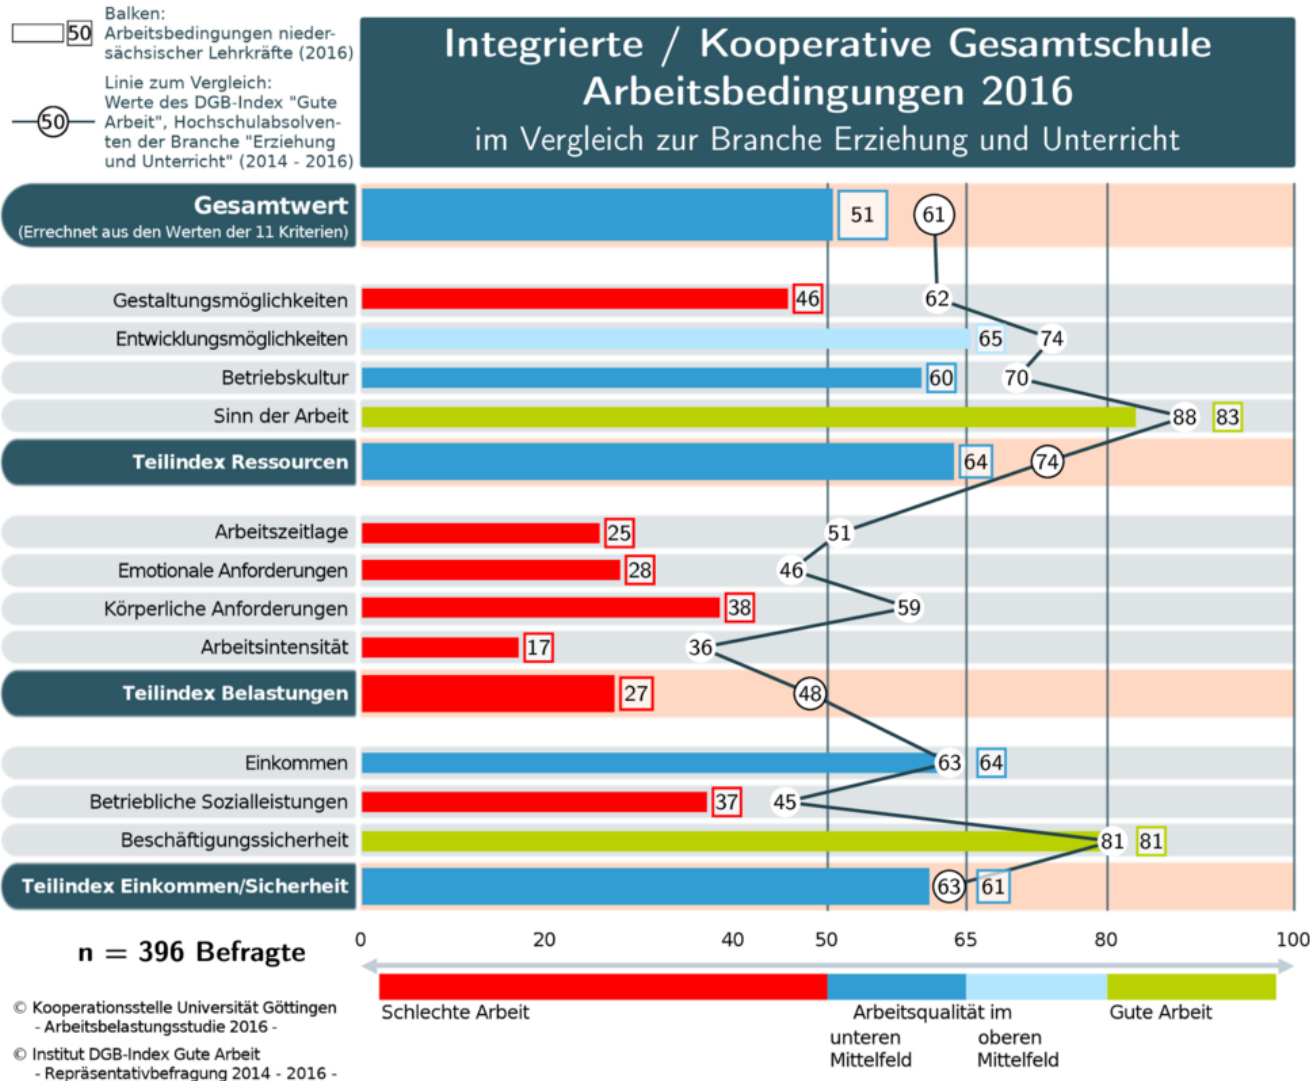 Balken:
50
Arbeitsbedingungen nieder-
sächsischer Lehrkräfte (2016)
Linie zum Vergleich:
Werte des DGB-Index "Gute
50
Arbeit", Hochschulabsolven-
ten der Branche "Erziehung
und Unterricht" (2014 - 2016)
Integrierte / Kooperative Gesamtschule
Arbeitsbedingungen 2016
im Vergleich zur Branche Erziehung und Unterricht
Gesamtwert
(Errechnet aus den Werten der 11 Kriterien)
51 61
Gestaltungsmöglichkeiten 46 62
Entwicklungsmöglichkeiten 65 74
Betriebskultur 60 70
Sinn der Arbeit 88 83
Teilindex Ressourcen 64 74
Arbeitszeitlage 25 51
Emotionale Anforderungen 28 46
Körperliche Anforderungen 38 59
Arbeitsintensität 17 36
Teilindex Belastungen 27 48
Einkommen 63 64
Betriebliche Sozialleistungen 37 45
Beschäftigungssicherheit 81 81
Teilindex Einkommen/Sicherheit 63 61
0 20 40 50 65 80 100
n = 396 Befragte
Schlechte Arbeit
Arbeitsqualität im
unteren
Mittelfeld
oberen
Mittelfeld
Gute Arbeit
© Kooperationsstelle Universität Göttingen
- Arbeitsbelastungsstudie 2016 -
© Institut DGB-Index Gute Arbeit
- Repräsentativbefragung 2014 - 2016 -